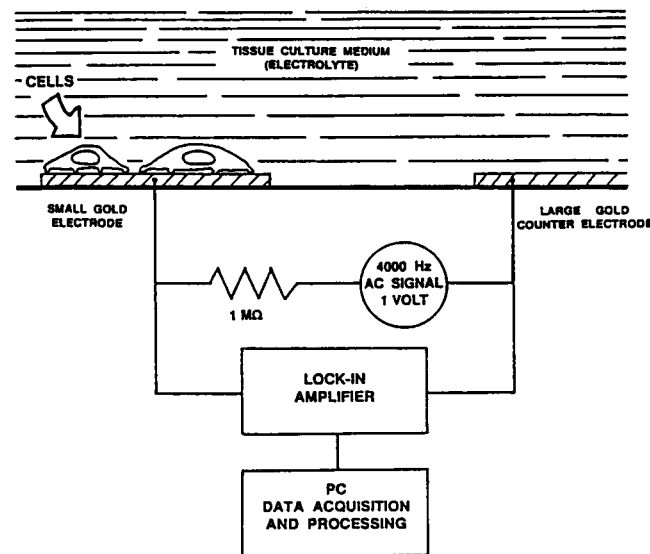 TISSUE CULTURE MEDIUM
(ELECTROLYTE)
CELLS
SMALL GOLD
ELECTRODE
LARGE GOLD
COUNTER ELECTRODE
4000 Hz
AC SIGNAL
1 VOLT
1 MΩ
LOCK-IN
AMPLIFIER
PC
DATA ACQUISITION
AND PROCESSING